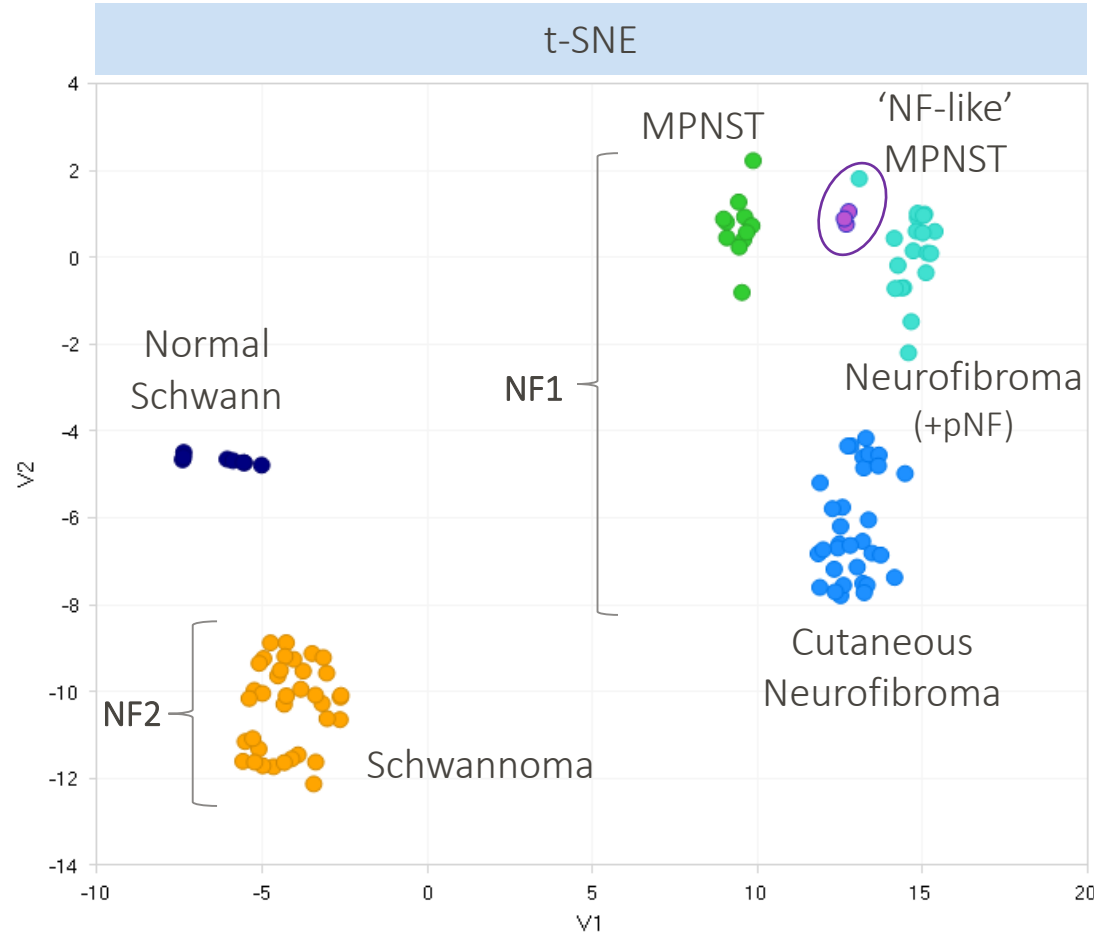 t-SNE
4
2
0
-2
-4
-6
-8
-10
-12
-14
V2
MPNST
‘NF-like’
MPNST
Normal
Schwann
NF1
Neurofibroma
(+pNF)
Cutaneous
Neurofibroma
NF2
Schwannoma
-10
-5
0
5
10
15
20
V1